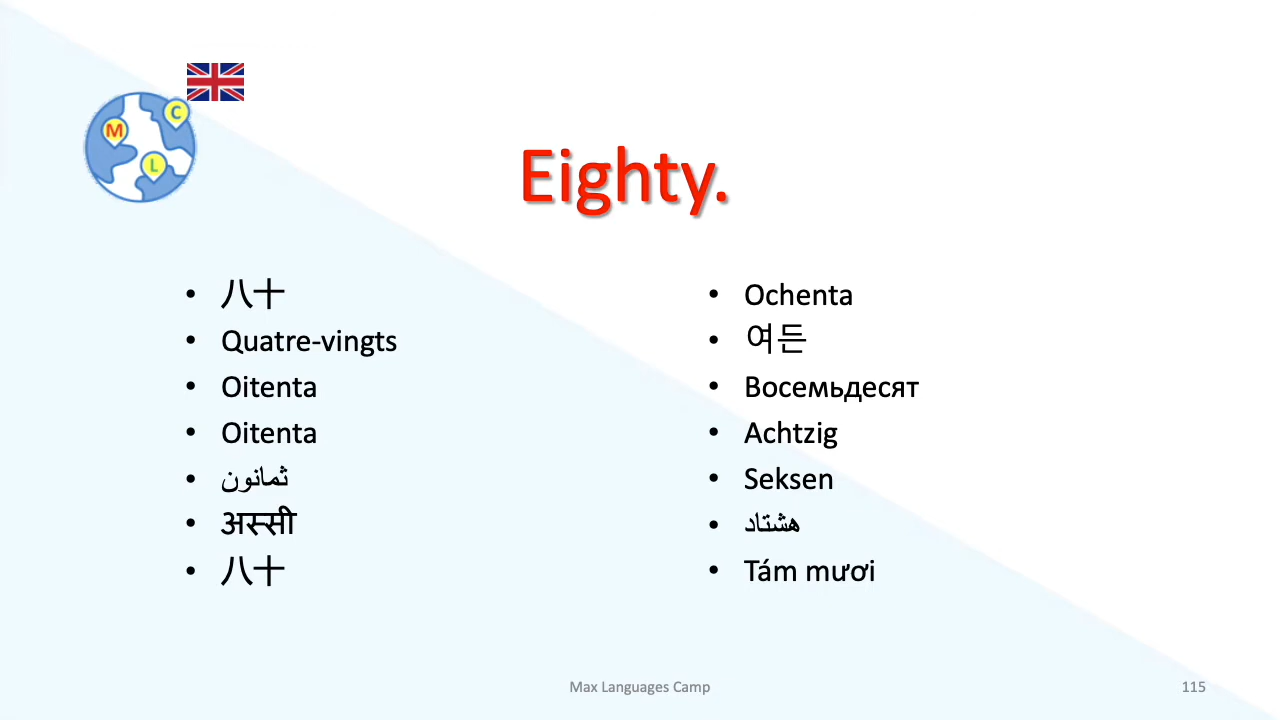 C
M
L
Eighty.
• 八十
• Quatre-vingts
• Oitenta
• Oitenta
• ثمانون
• अस्सी
• 八十
• Ochenta
• 여든
• Восемьдесят
• Achtzig
• Seksen
• هشتاد
• Tám mươi
Max Languages Camp
115